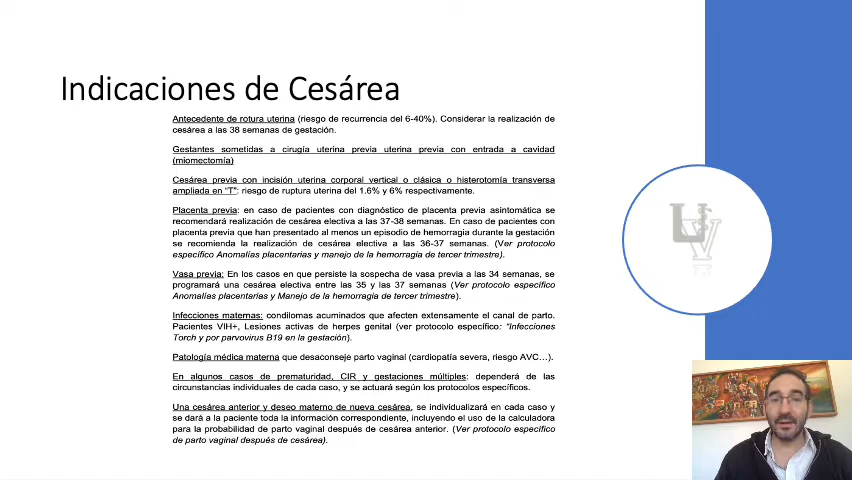 Indicaciones de Cesárea
Antecedente de rotura uterina (riesgo de recurrencia del 6-40%). Considerar la realización de
cesárea a las 38 semanas de gestación.
Gestantes sometidas a cirugía uterina previa uterina previa con entrada a cavidad
(miomectomía)
Cesárea previa con incisión uterina corporal vertical o clásica o histerotomía transversa
ampliada en "T": riesgo de ruptura uterina del 1.6% y 6% respectivamente.
Placenta previa: en caso de pacientes con diagnóstico de placenta previa asintomática se
recomendará realización de cesárea electiva a las 37-38 semanas. En caso de pacientes con
placenta previa que han presentado al menos un episodio de hemorragia durante la gestación
se recomienda la realización de cesárea electiva a las 36-37 semanas. (Ver protocolo
específico Anomalías placentarias y manejo de la hemorragia de tercer trimestre).
Vasa previa: En los casos en que persiste la sospecha de vasa previa a las 34 semanas, se
programará una cesárea electiva entre las 35 y las 37 semanas (Ver protocolo específico
Anomalías placentarias y Manejo de la hemorragia de tercer trimestre).
Infecciones maternas: condilomas acuminados que afecten extensamente el canal de parto.
Pacientes VIH+, Lesiones activas de herpes genital (ver protocolo específico: "Infecciones
Torch y por parvovirus B19 en la gestación).
Patología médica materna que desaconseje parto vaginal (cardiopatía severa, riesgo AVC…).
En algunos casos de prematuridad, CIR y gestaciones múltiples: dependerá de las
circunstancias individuales de cada caso, y se actuará según los protocolos específicos.
Una cesárea anterior y deseo materno de nueva cesárea, se individualizará en cada caso y
se dará a la paciente toda la información correspondiente, incluyendo el uso de la calculadora
para la probabilidad de parto vaginal después de cesárea anterior. (Ver protocolo específico
de parto vaginal después de cesárea).
UV